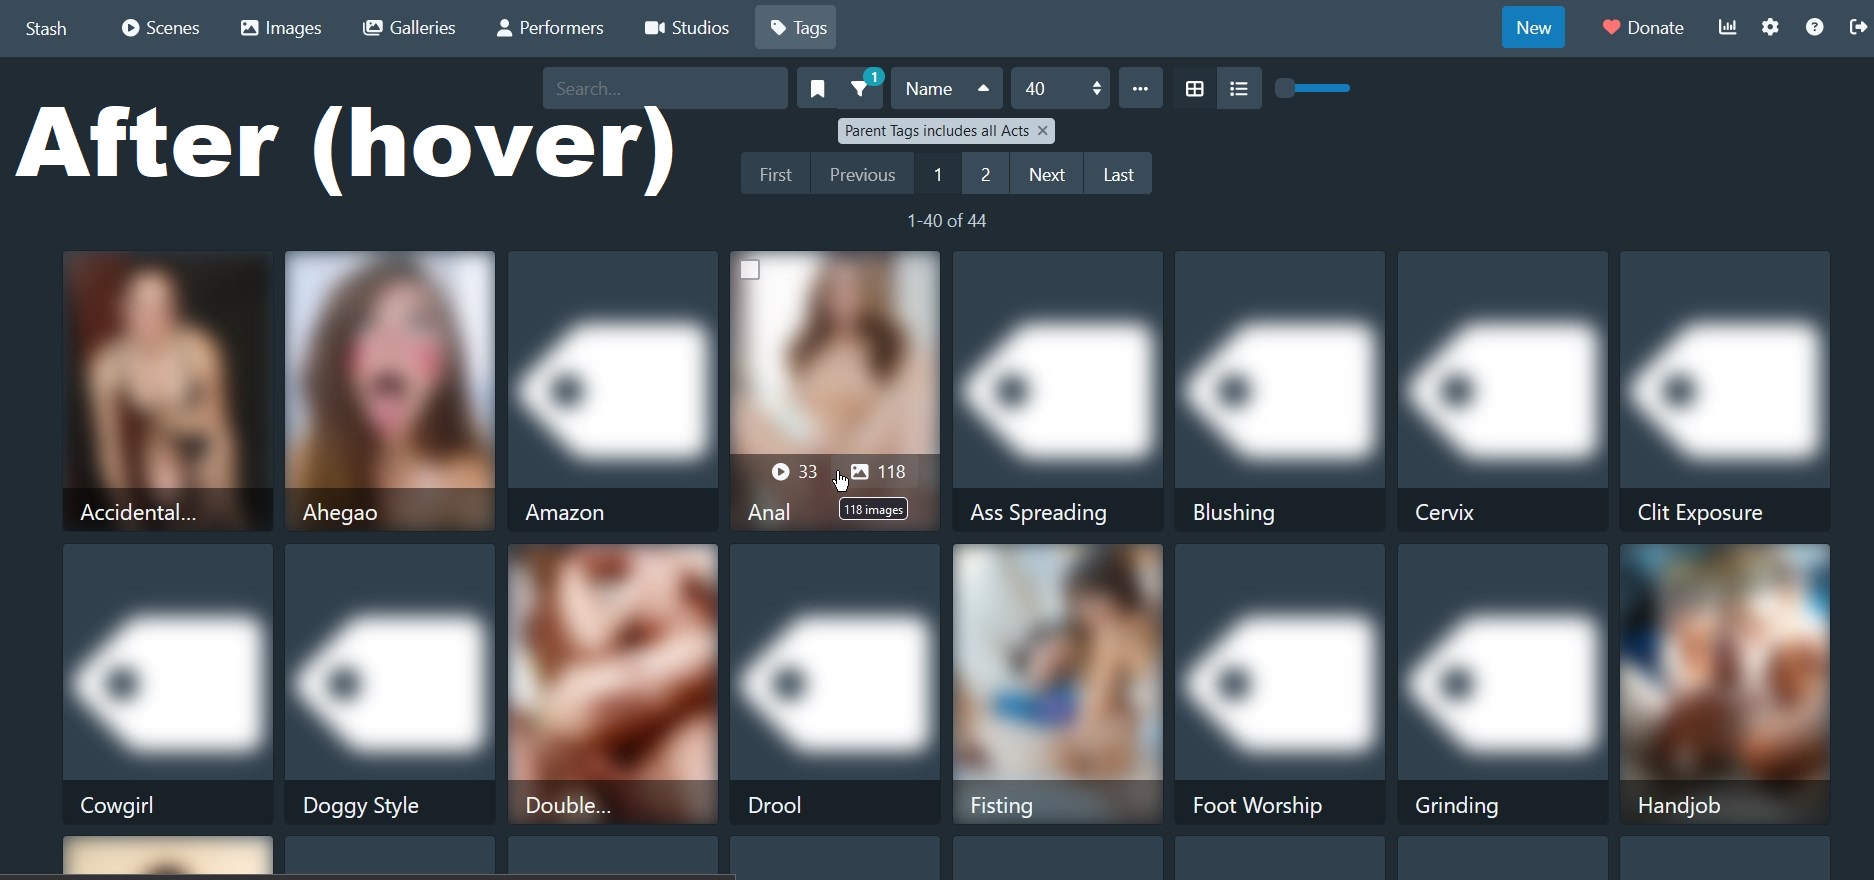 Stash Scenes Images Galleries Performers Studios Tags New Donate
Search... 1 Name 40
After (hover)
Parent Tags includes all Acts
First Previous 1 2 Next Last
1-40 of 44
33 118
118 images
Accidental... Ahegao Amazon Anal Ass Spreading Blushing Cervix Clit Exposure
Cowgirl Doggy Style Double... Drool Fisting Foot Worship Grinding Handjob